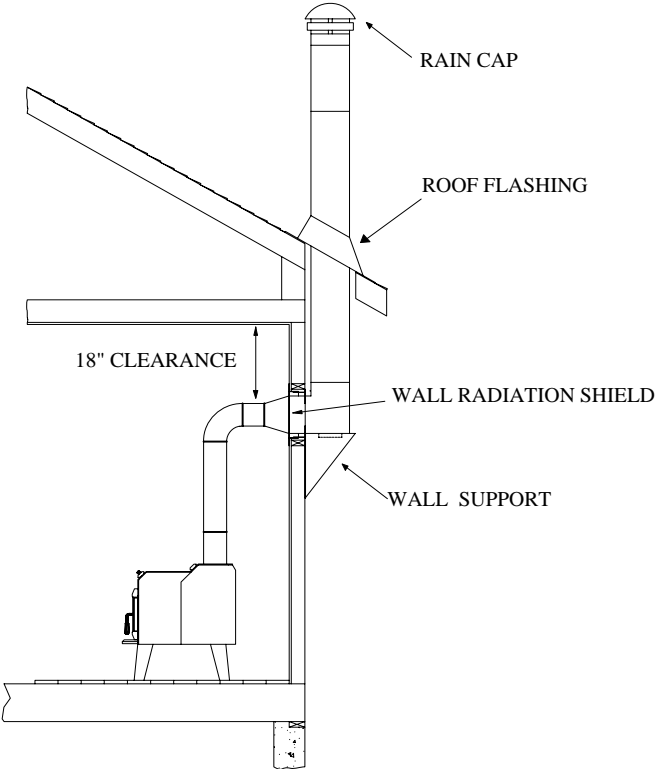 RAIN CAP
ROOF FLASHING
18" CLEARANCE
WALL RADIATION SHIELD
WALL SUPPORT